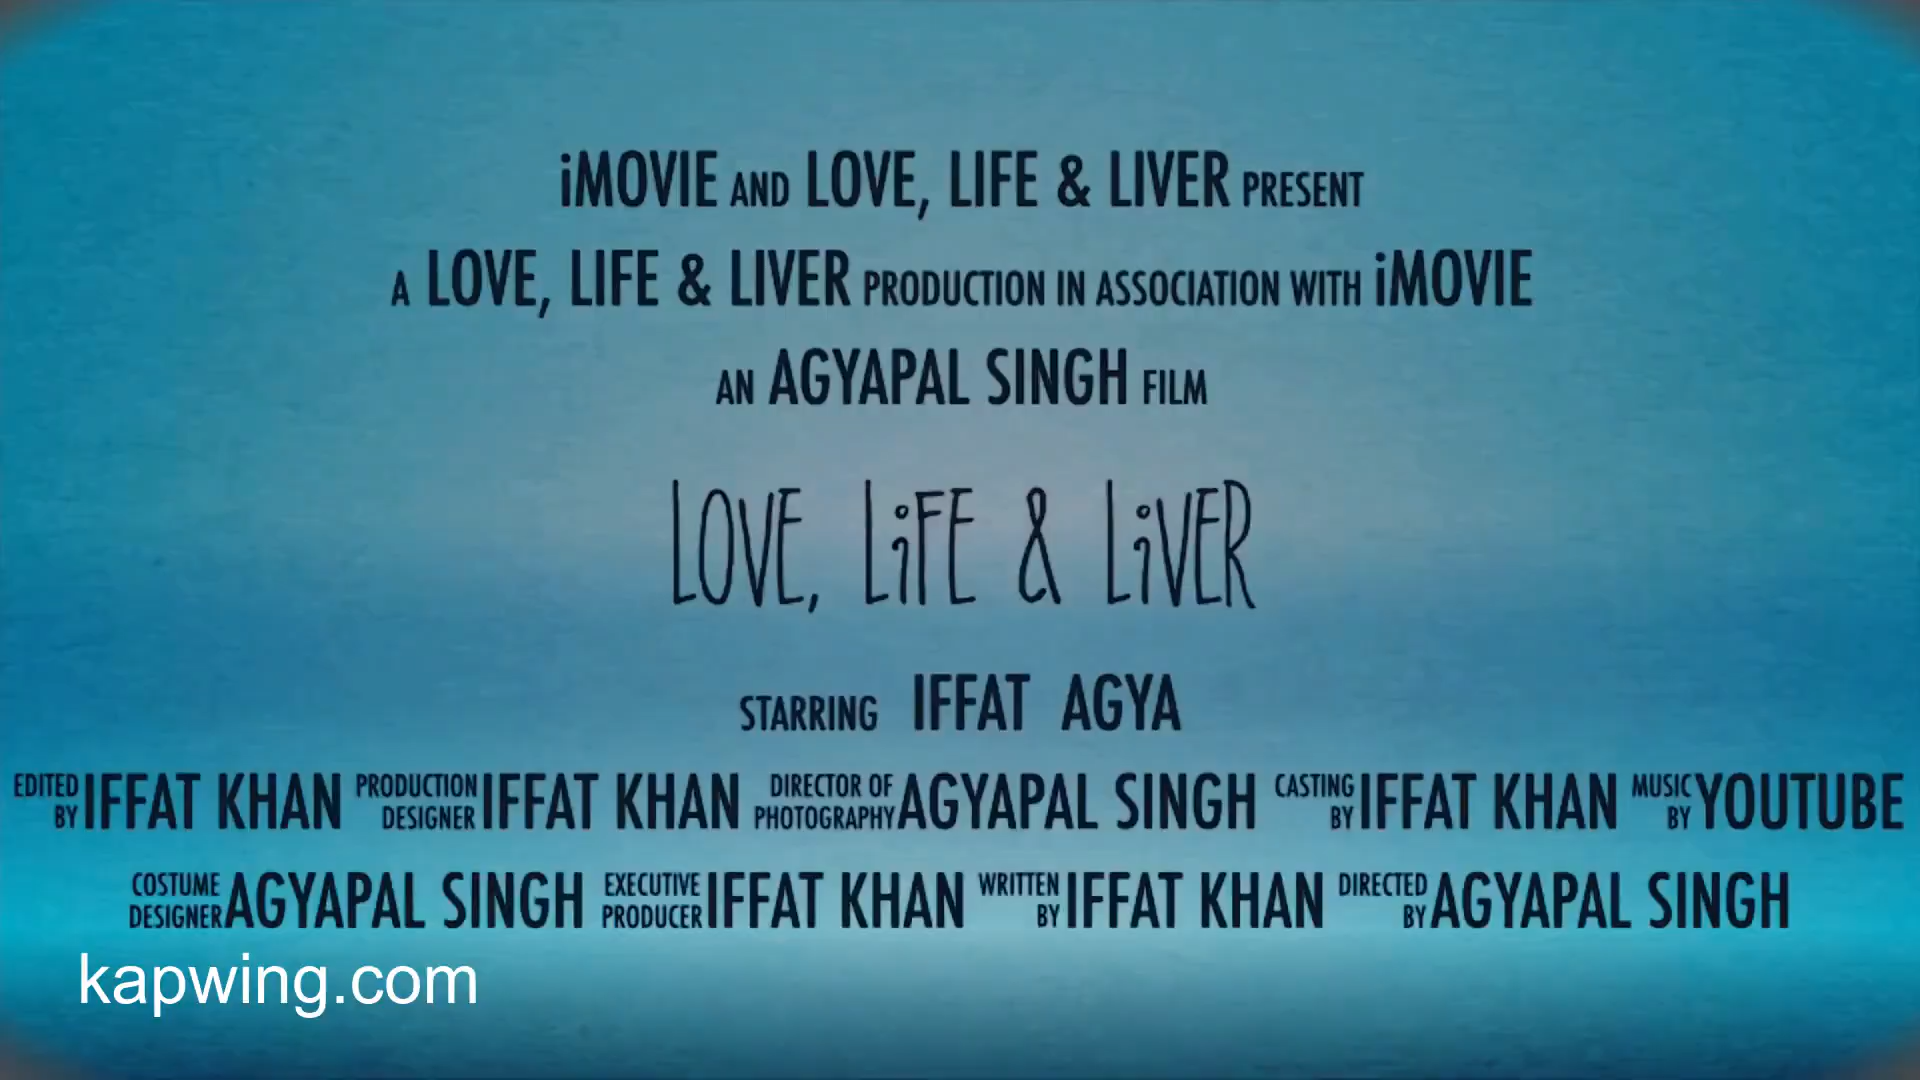 iMOVIE AND LOVE, LIFE & LIVER PRESENT
A LOVE, LIFE & LIVER PRODUCTION IN ASSOCIATION WITH iMOVIE
AN AGYAPAL SINGH FILM
LOVE, LiFE & LiVER
STARRING IFFAT AGYA
EDITED BY IFFAT KHAN PRODUCTION DESIGNER IFFAT KHAN DIRECTOR OF PHOTOGRAPHY AGYAPAL SINGH CASTING BY IFFAT KHAN MUSIC BY YOUTUBE
COSTUME DESIGNER AGYAPAL SINGH EXECUTIVE PRODUCER IFFAT KHAN WRITTEN BY IFFAT KHAN DIRECTED BY AGYAPAL SINGH
kapwing.com